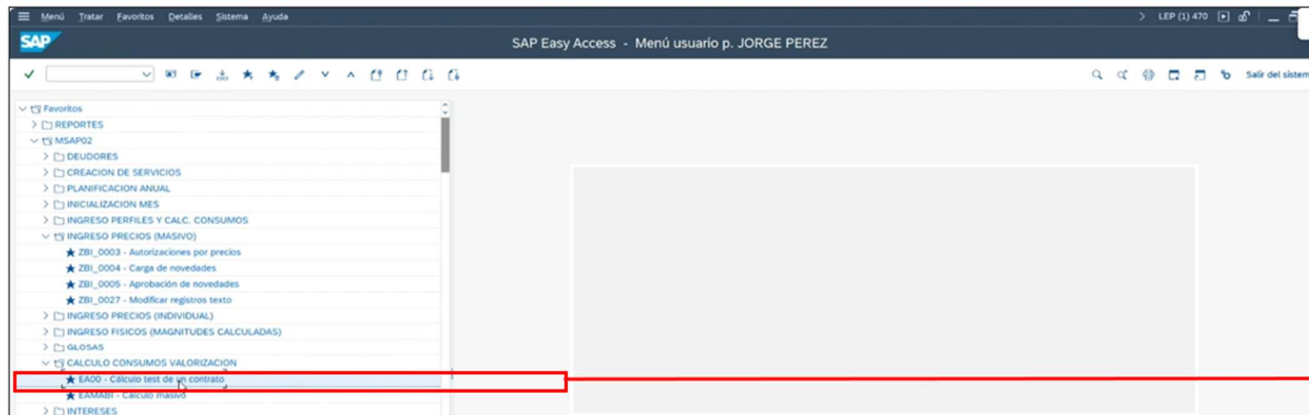 Menú Tratar Favoritos Detalles Sistema Ayuda LEP (1) 470
SAP SAP Easy Access - Menú usuario p. JORGE PEREZ
Salir del sistem
Favoritos
REPORTES
MSAP02
DEUDORES
CREACION DE SERVICIOS
PLANIFICACION ANUAL
INICIALIZACION MES
INGRESO PERFILES Y CALC. CONSUMOS
INGRESO PRECIOS (MASIVO)
ZBI_0003 - Autorizaciones por precios
ZBI_0004 - Carga de novedades
ZBI_0005 - Aprobación de novedades
ZBI_0027 - Modificar registros texto
INGRESO PRECIOS (INDIVIDUAL)
INGRESO FISICOS (MAGNITUDES CALCULADAS)
GLOSAS
CALCULO CONSUMOS VALORIZACION
EA00 - Cálculo test de un contrato
EAMABI - Cálculo masivo
INTERESES